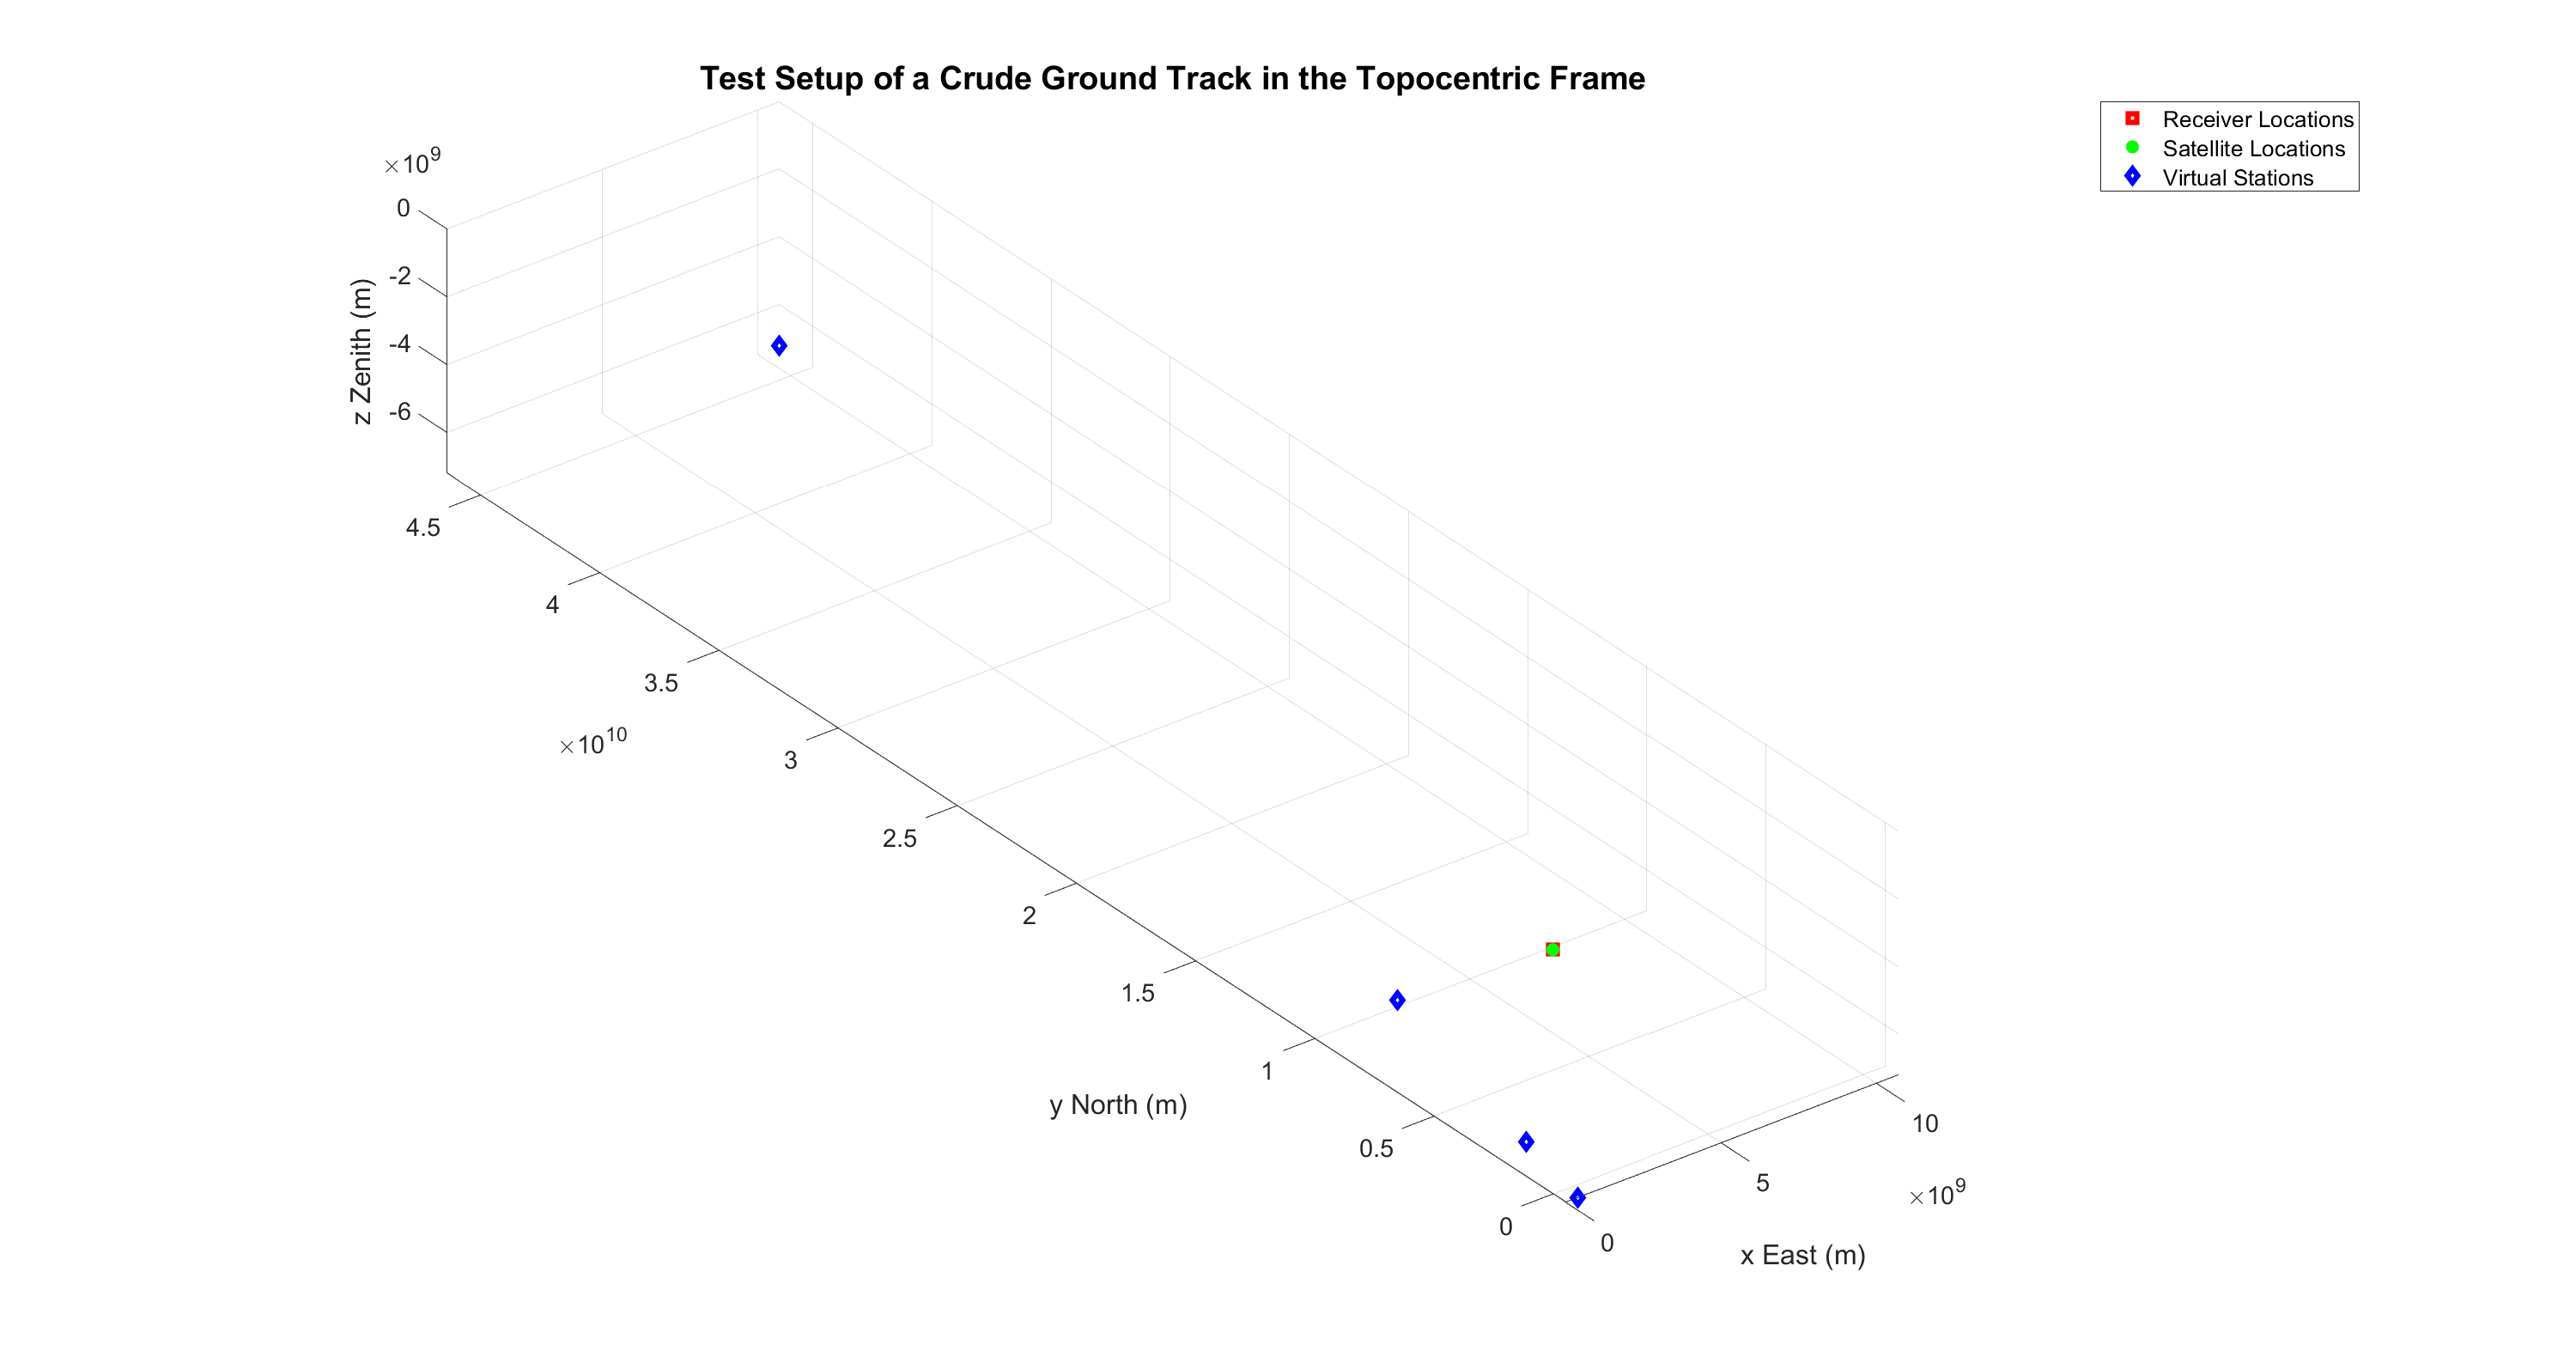 Test Setup of a Crude Ground Track in the Topocentric Frame
Receiver Locations
Satellite Locations
Virtual Stations
×10^9
0
-2
-4
-6
z Zenith (m)
4.5
4
3.5
3
2.5
2
1.5
1
0.5
0
×10^10
y North (m)
0
5
10
×10^9
x East (m)